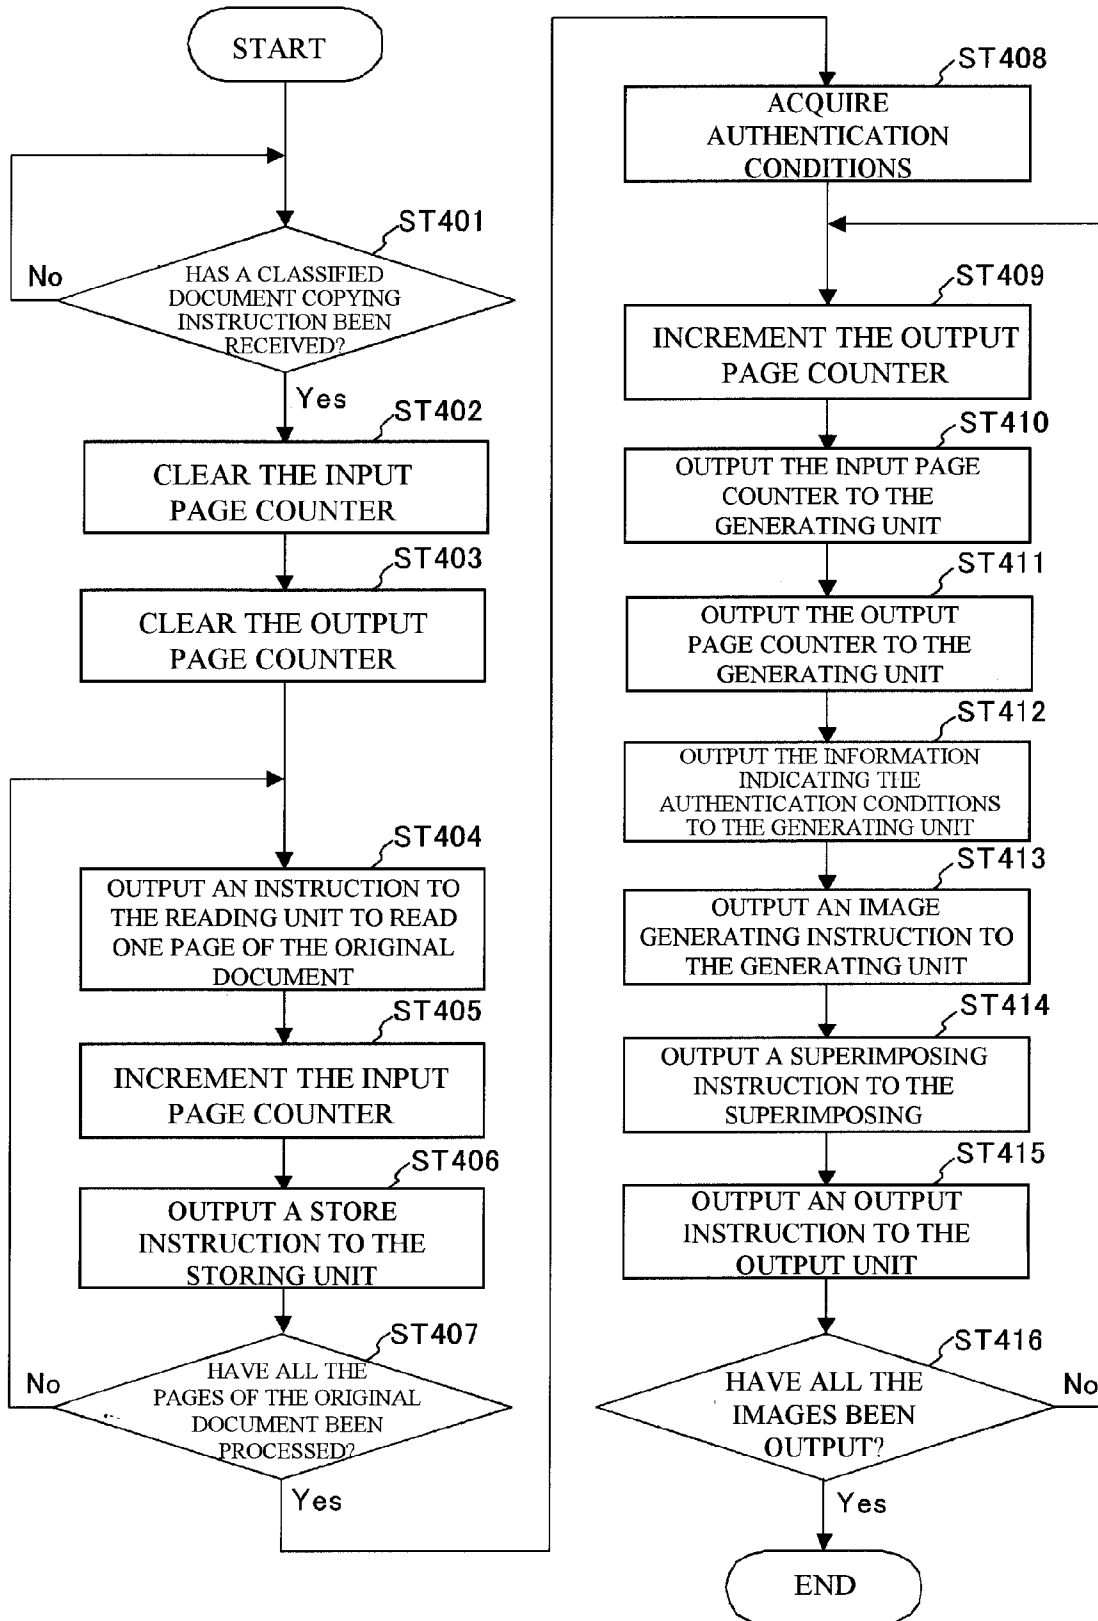 START
ST401
No
HAS A CLASSIFIED
DOCUMENT COPYING
INSTRUCTION BEEN
RECEIVED?
Yes
ST402
CLEAR THE INPUT
PAGE COUNTER
ST403
CLEAR THE OUTPUT
PAGE COUNTER
ST404
OUTPUT AN INSTRUCTION TO
THE READING UNIT TO READ
ONE PAGE OF THE ORIGINAL
DOCUMENT
ST405
INCREMENT THE INPUT
PAGE COUNTER
ST406
OUTPUT A STORE
INSTRUCTION TO THE
STORING UNIT
ST407
No
HAVE ALL THE
PAGES OF THE ORIGINAL
DOCUMENT BEEN
PROCESSED?
Yes
ST408
ACQUIRE
AUTHENTICATION
CONDITIONS
ST409
INCREMENT THE OUTPUT
PAGE COUNTER
ST410
OUTPUT THE INPUT PAGE
COUNTER TO THE
GENERATING UNIT
ST411
OUTPUT THE OUTPUT
PAGE COUNTER TO THE
GENERATING UNIT
ST412
OUTPUT THE INFORMATION
INDICATING THE
AUTHENTICATION CONDITIONS
TO THE GENERATING UNIT
ST413
OUTPUT AN IMAGE
GENERATING INSTRUCTION TO
THE GENERATING UNIT
ST414
OUTPUT A SUPERIMPOSING
INSTRUCTION TO THE
SUPERIMPOSING
ST415
OUTPUT AN OUTPUT
INSTRUCTION TO THE
OUTPUT UNIT
ST416
HAVE ALL THE
IMAGES BEEN
OUTPUT?
No
Yes
END